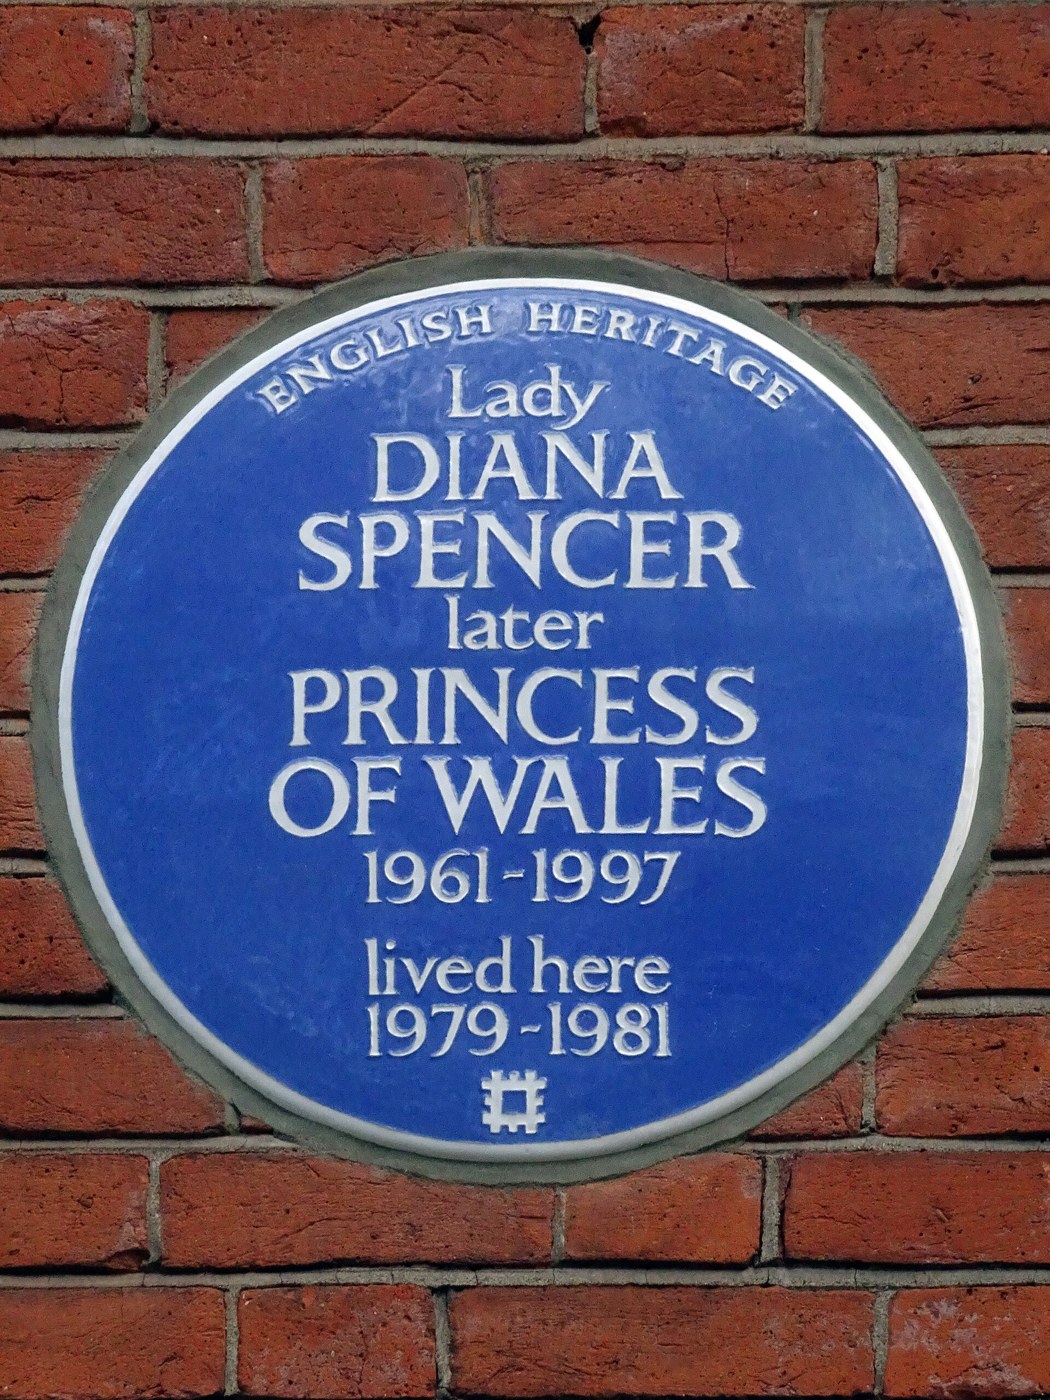 ENGLISH HERITAGE
Lady
DIANA
SPENCER
later
PRINCESS
OF WALES
1961-1997
lived here
1979-1981